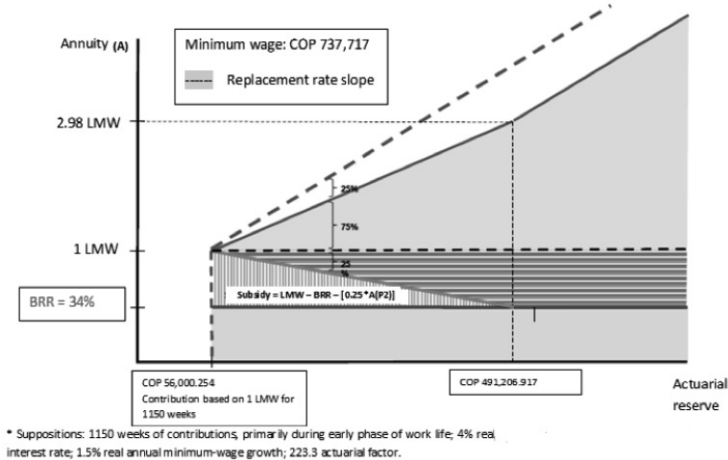 Annuity (A)
Minimum wage: COP 737,717
Replacement rate slope
2.98 LMW
25%
75%
1 LMW
25
%
Subsidy = LMW – BRR – [0.25*A(P2)]
BRR = 34%
COP 56,000.254
Contribution based on 1 LMW for
1150 weeks
COP 491,206.917
Actuarial
reserve
* Suppositions: 1150 weeks of contributions, primarily during early phase of work life; 4% real
interest rate; 1.5% real annual minimum-wage growth; 223.3 actuarial factor.